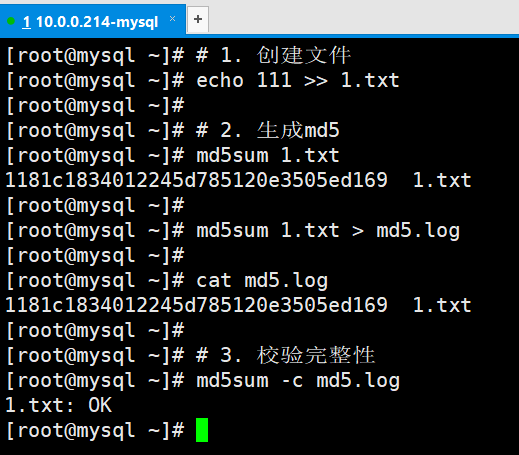 1 10.0.0.214-mysql × +
[root@mysql ~]# # 1. 创建文件
[root@mysql ~]# echo 111 >> 1.txt
[root@mysql ~]#
[root@mysql ~]# # 2. 生成md5
[root@mysql ~]# md5sum 1.txt
1181c1834012245d785120e3505ed169  1.txt
[root@mysql ~]#
[root@mysql ~]# md5sum 1.txt > md5.log
[root@mysql ~]#
[root@mysql ~]# cat md5.log
1181c1834012245d785120e3505ed169  1.txt
[root@mysql ~]#
[root@mysql ~]# # 3. 校验完整性
[root@mysql ~]# md5sum -c md5.log
1.txt: OK
[root@mysql ~]#